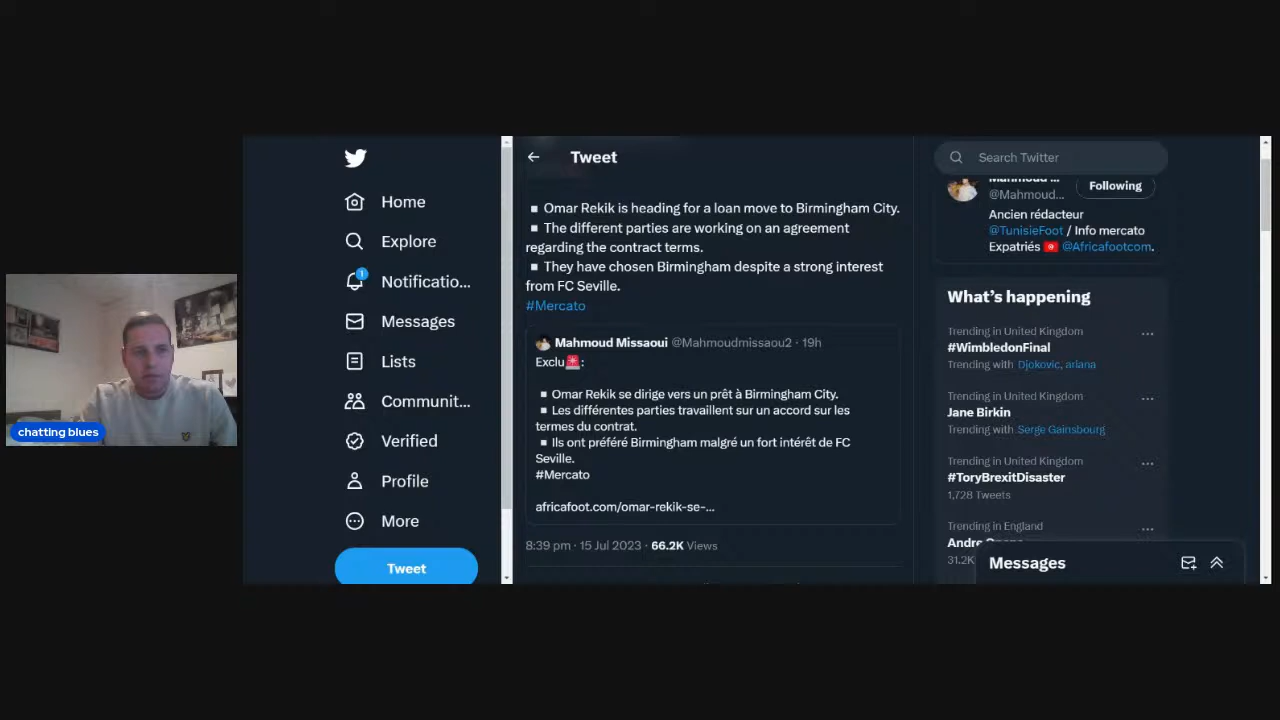 Tweet
Search Twitter
Home
Explore
1
Notificatio...
Messages
Lists
Communit...
Verified
Profile
More
Tweet
▪ Omar Rekik is heading for a loan move to Birmingham City.
▪ The different parties are working on an agreement
regarding the contract terms.
▪ They have chosen Birmingham despite a strong interest
from FC Seville.
#Mercato
Mahmoud Missaoui @Mahmoudmissaou2 · 19h
Exclu🚨:
▪ Omar Rekik se dirige vers un prêt à Birmingham City.
▪ Les différentes parties travaillent sur un accord sur les
termes du contrat.
▪ Ils ont préféré Birmingham malgré un fort intérêt de FC
Seville.
#Mercato
africafoot.com/omar-rekik-se-...
8:39 pm · 15 Jul 2023 · 66.2K Views
Mahmoud ...
@Mahmoud...
Following
Ancien rédacteur
@TunisieFoot / Info mercato
Expatriés 🇹🇳 @Africafootcom.
What's happening
Trending in United Kingdom
#WimbledonFinal
Trending with Djokovic, ariana
Trending in United Kingdom
Jane Birkin
Trending with Serge Gainsbourg
Trending in United Kingdom
#ToryBrexitDisaster
1,728 Tweets
Trending in England
Andre
31.2K
Messages
chatting blues